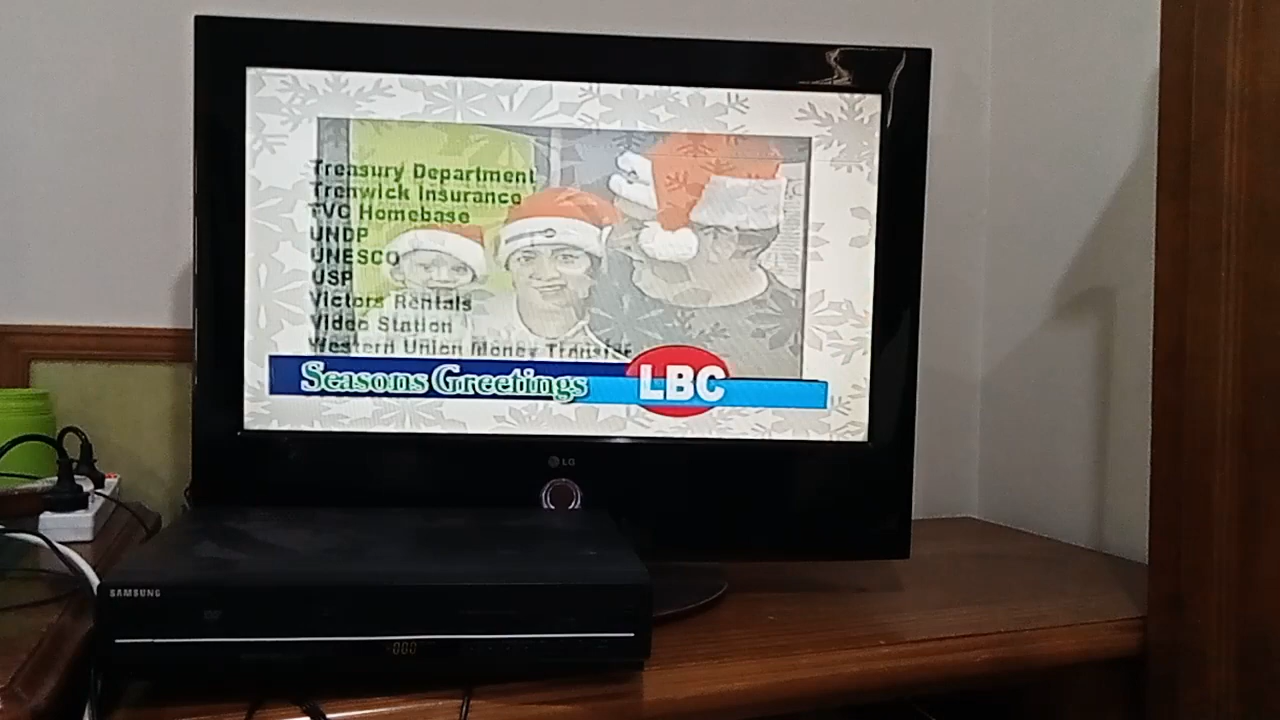 Treasury Department
Trenwick Insurance
TVC Homebase
UNDP
UNESCO
USP
Victors Rentals
Video Station
Western Union Money Transfer
Seasons Greetings
LBC
LG
SAMSUNG
000